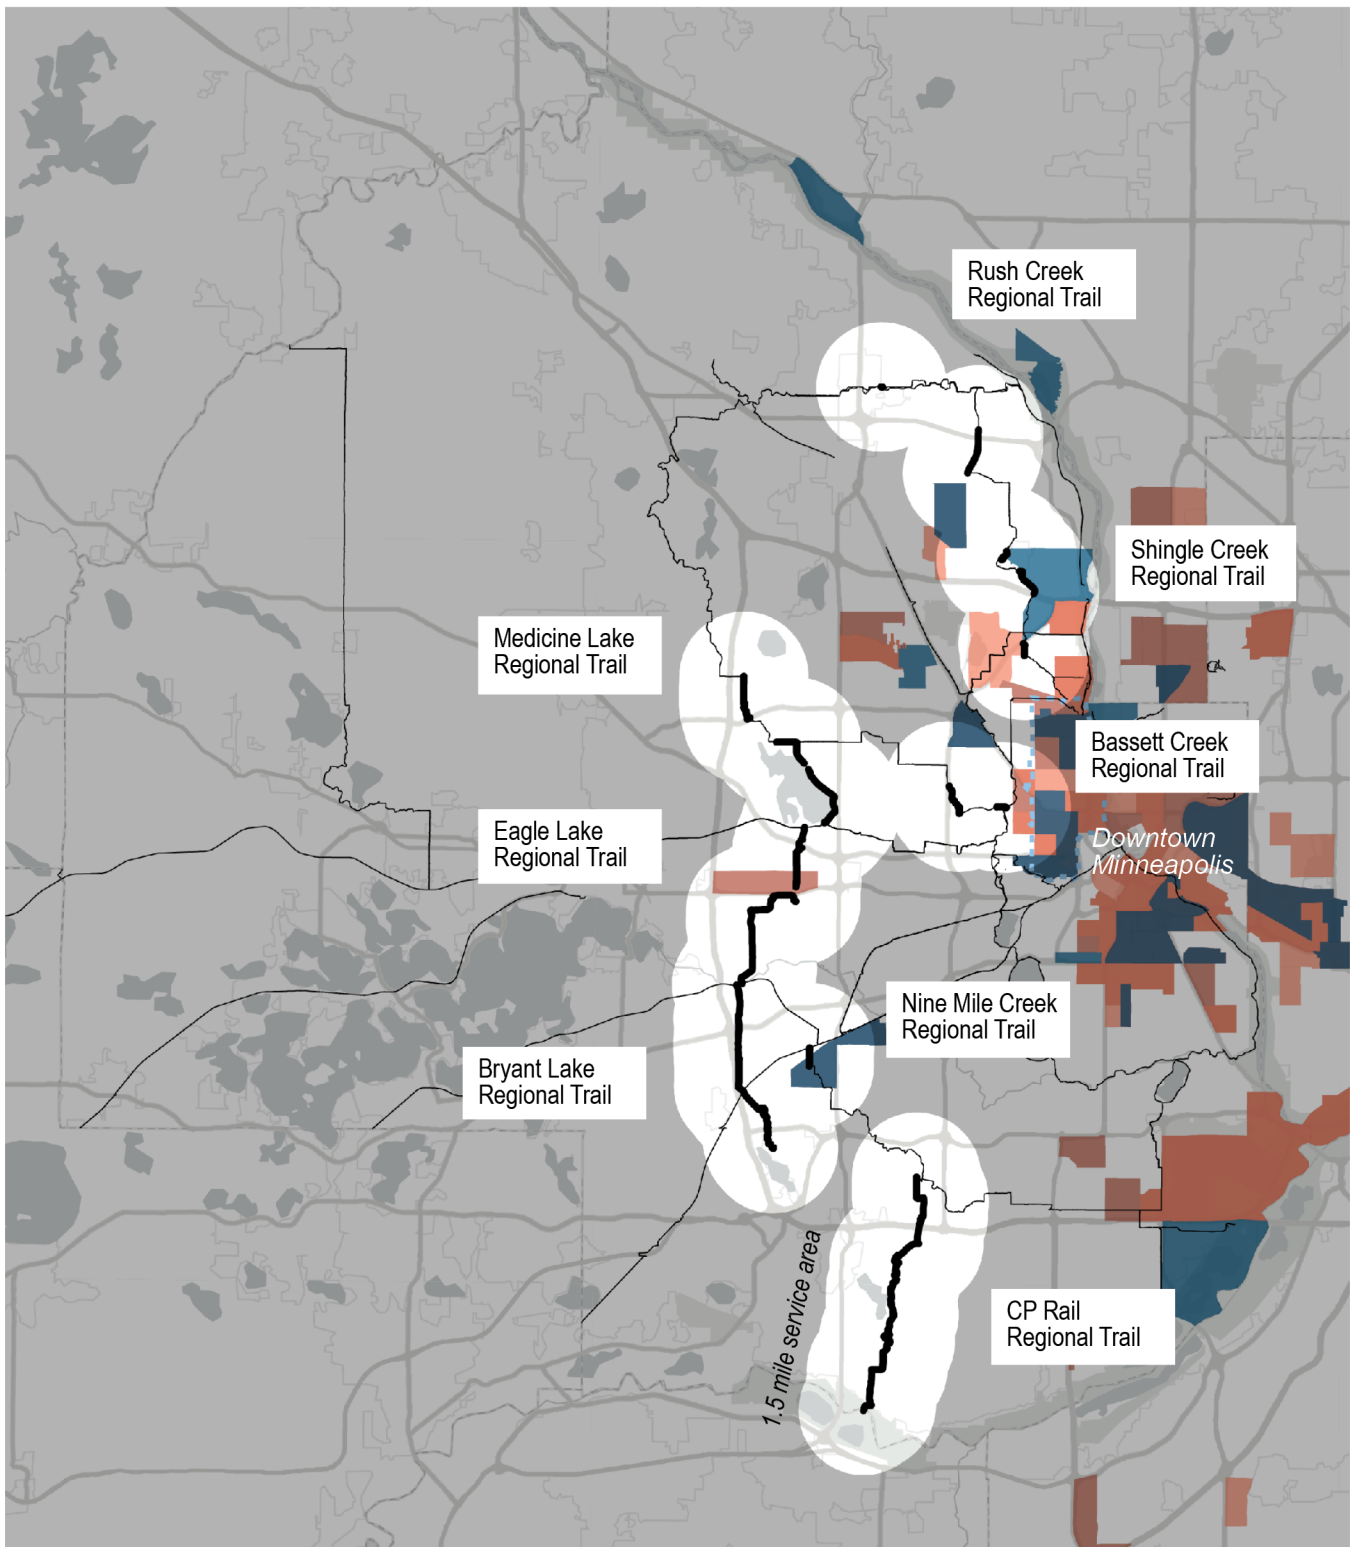 Rush Creek
Regional Trail
Shingle Creek
Regional Trail
Medicine Lake
Regional Trail
Bassett Creek
Regional Trail
Eagle Lake
Regional Trail
Downtown
Minneapolis
Nine Mile Creek
Regional Trail
Bryant Lake
Regional Trail
1.5 mile service area
CP Rail
Regional Trail